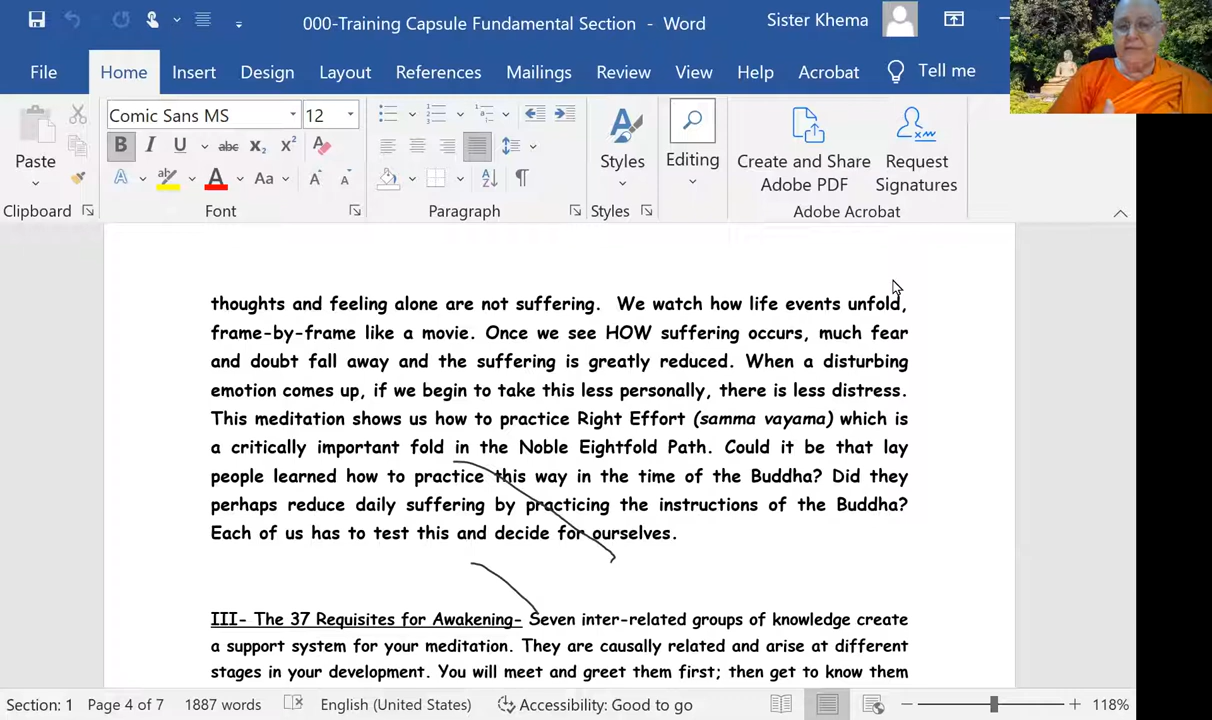 000-Training Capsule Fundamental Section - Word
Sister Khema
File Home Insert Design Layout References Mailings Review View Help Acrobat Tell me
Comic Sans MS 12
Paste
Styles
Editing
Create and Share Adobe PDF
Request Signatures
Clipboard Font Paragraph Styles Adobe Acrobat
thoughts and feeling alone are not suffering. We watch how life events unfold,
frame-by-frame like a movie. Once we see HOW suffering occurs, much fear
and doubt fall away and the suffering is greatly reduced. When a disturbing
emotion comes up, if we begin to take this less personally, there is less distress.
This meditation shows us how to practice Right Effort (samma vayama) which is
a critically important fold in the Noble Eightfold Path. Could it be that lay
people learned how to practice this way in the time of the Buddha? Did they
perhaps reduce daily suffering by practicing the instructions of the Buddha?
Each of us has to test this and decide for ourselves.
III- The 37 Requisites for Awakening- Seven inter-related groups of knowledge create
a support system for your meditation. They are causally related and arise at different
stages in your development. You will meet and greet them first; then get to know them
Section: 1 Page 4 of 7 1887 words English (United States) Accessibility: Good to go 118%